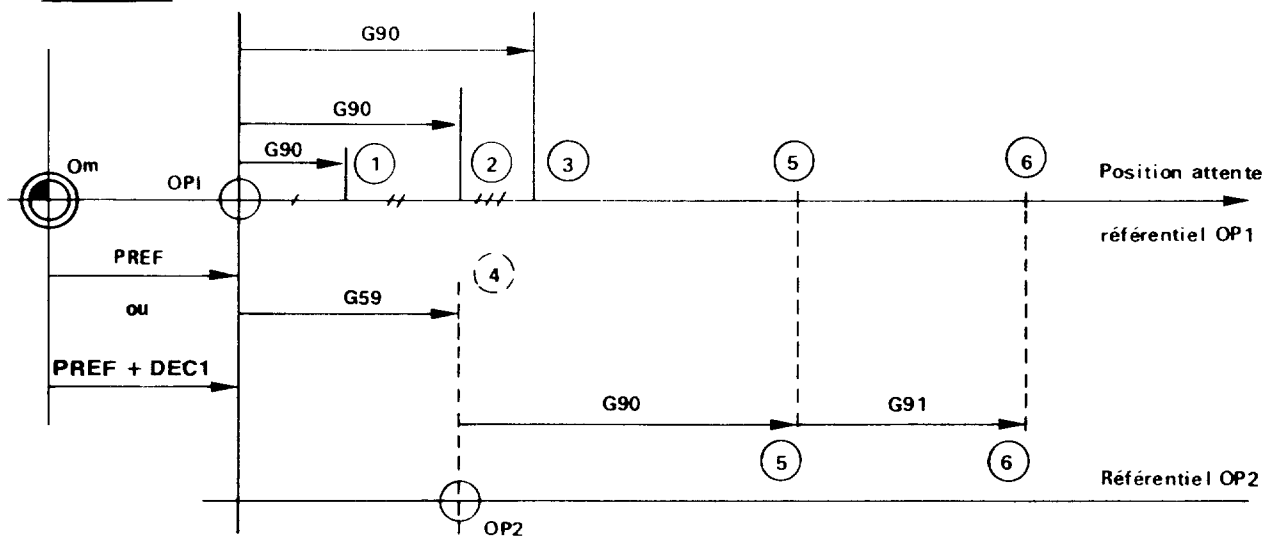 G90
G90
G90
1
2
3
5
6
Om
OP1
Position attente
référentiel OP1
PREF
ou
PREF + DEC1
4
G59
G90
G91
5
6
Référentiel OP2
OP2